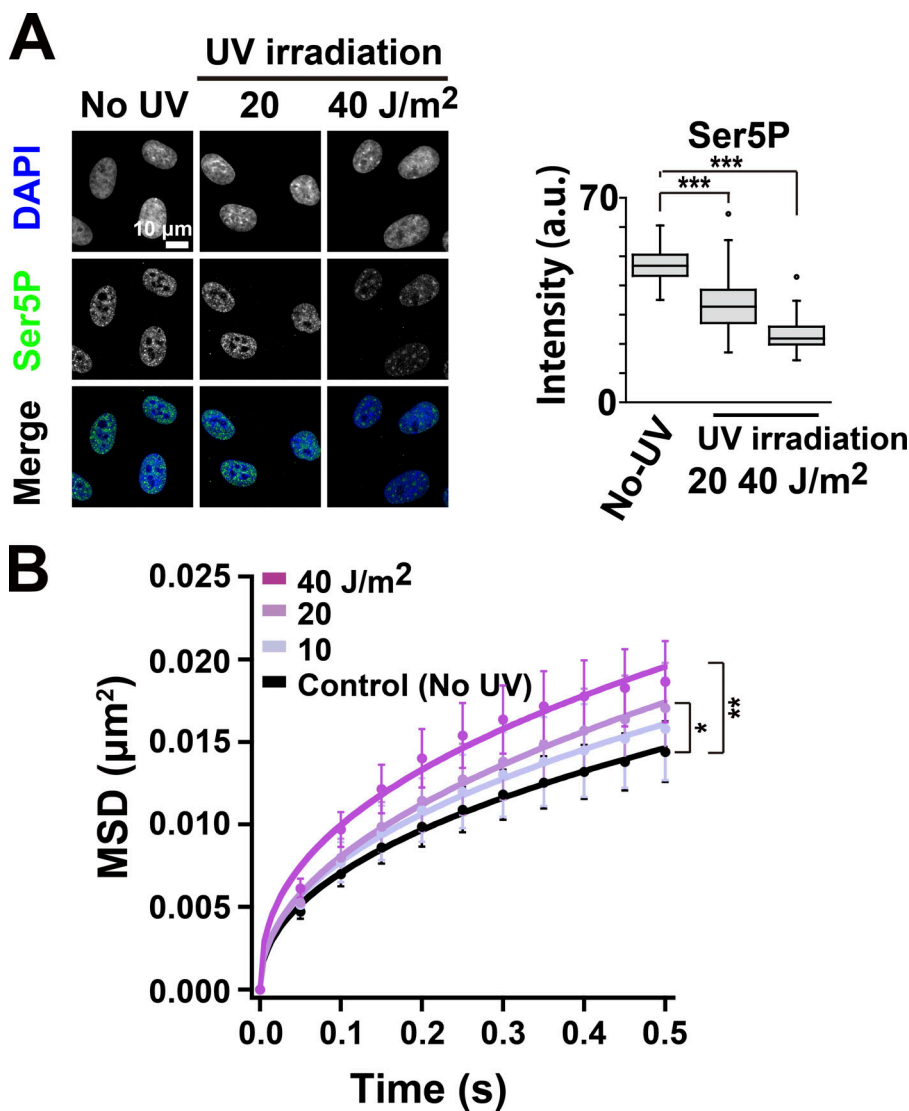 A
UV irradiation
No UV 20 40 J/m²
DAPI
10 µm
Ser5P
Merge
Ser5P
***
***
70
Intensity (a.u.)
0
No-UV
UV irradiation
20 40 J/m²
B
0.025
0.020
0.015
0.010
0.005
0.000
MSD (µm²)
40 J/m²
20
10
Control (No UV)
*
**
0.0 0.1 0.2 0.3 0.4 0.5
Time (s)